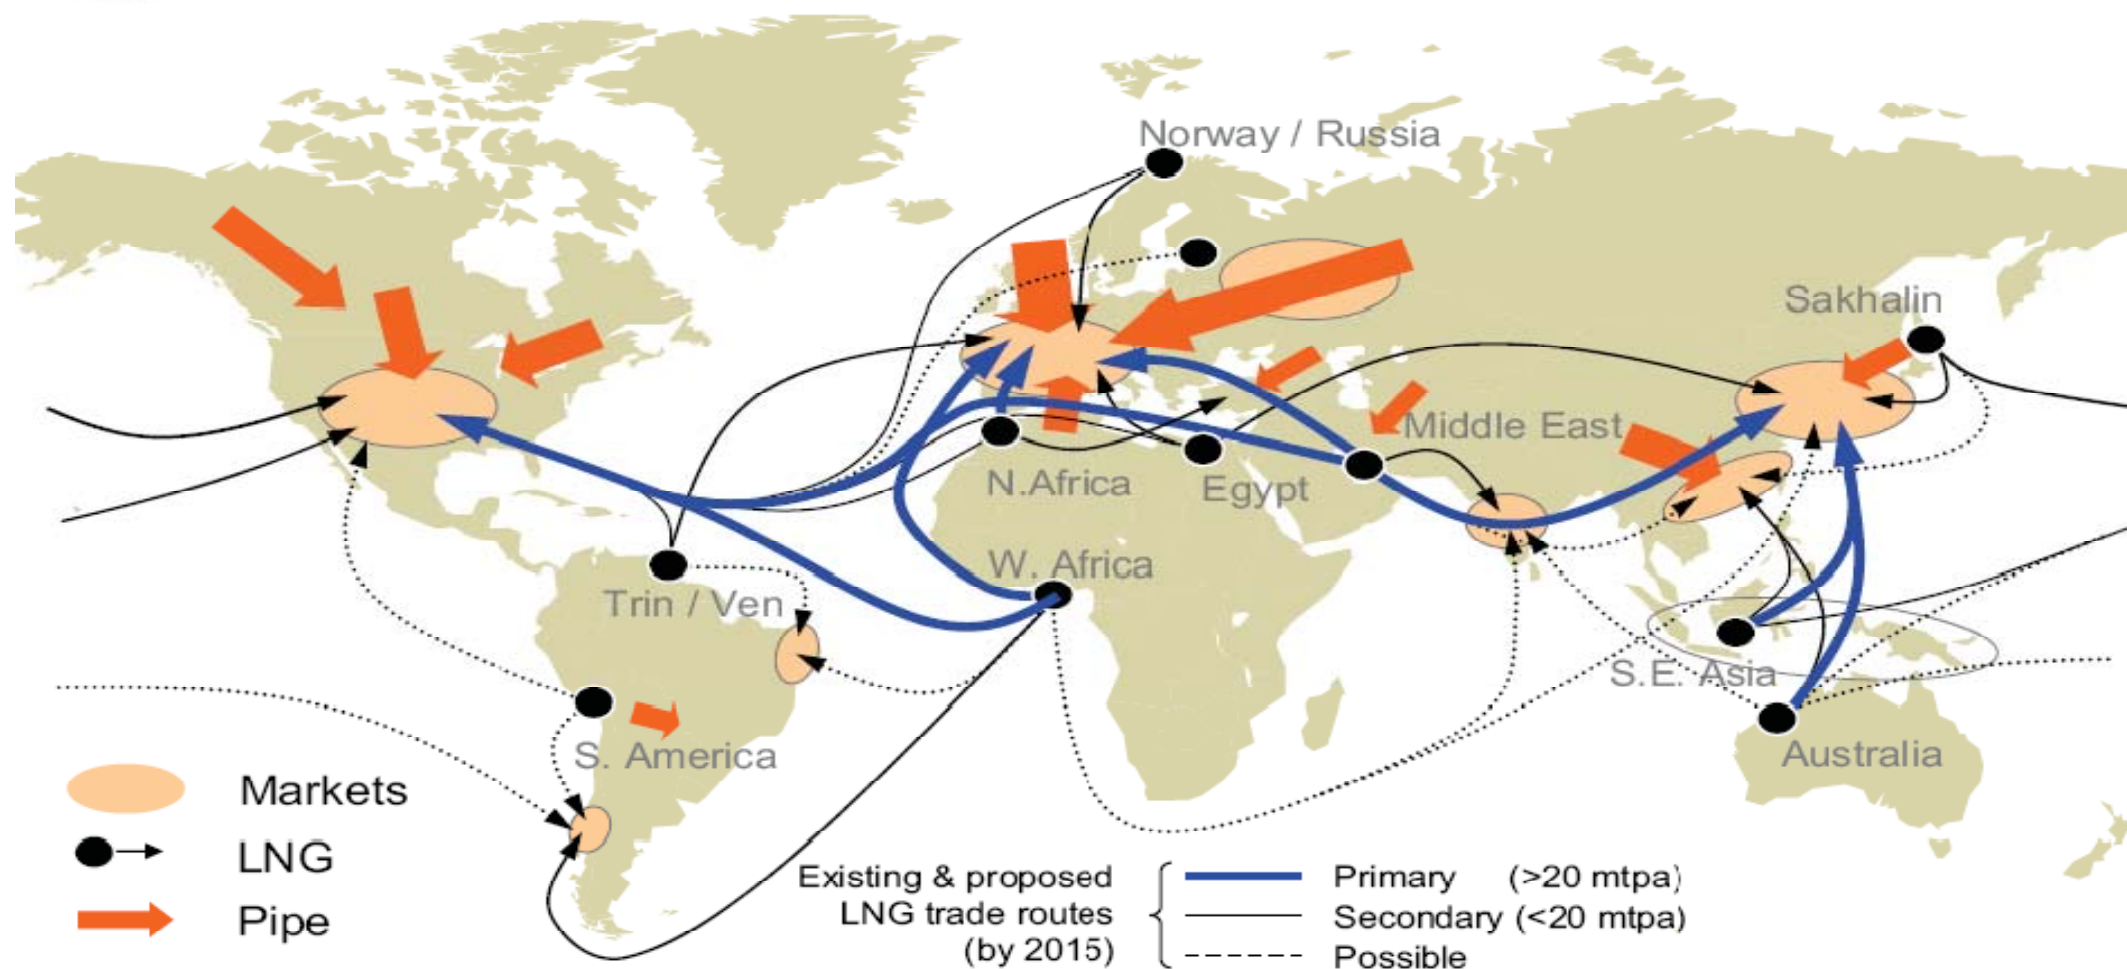 Norway / Russia
Sakhalin
Middle East
N.Africa
Egypt
W. Africa
Trin / Ven
S.E. Asia
S. America
Australia
Markets
LNG
Pipe
Existing & proposed
LNG trade routes
(by 2015)
Primary (>20 mtpa)
Secondary (<20 mtpa)
Possible